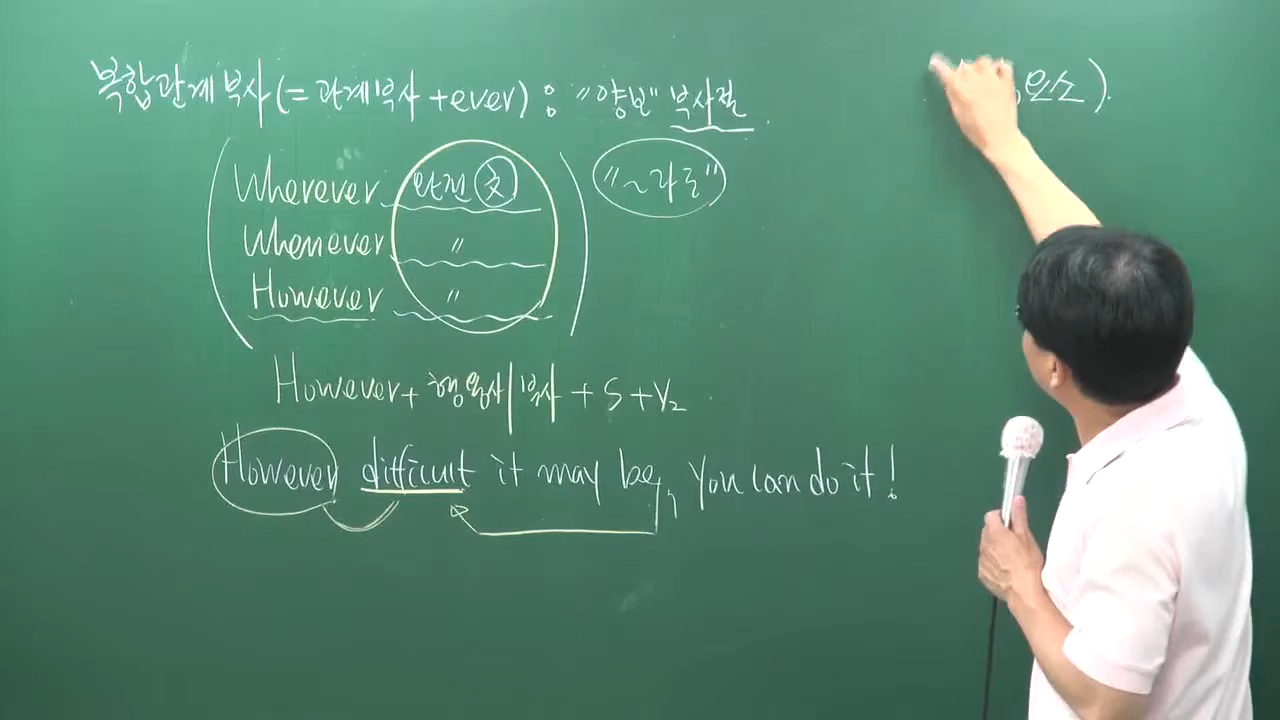 복합관계부사(= 관계부사 +ever) : "양보" 부사절
요소).
Wherever 완전文 "~라도"
Whenever 〃
However 〃
However + 형용사/부사 + S + V₂
However difficult it may be, you can do it!